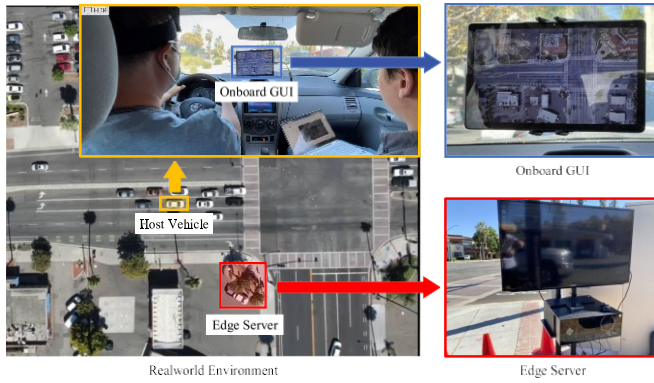 Onboard GUI
Onboard GUI
Host Vehicle
Edge Server
Realworld Environment
Edge Server